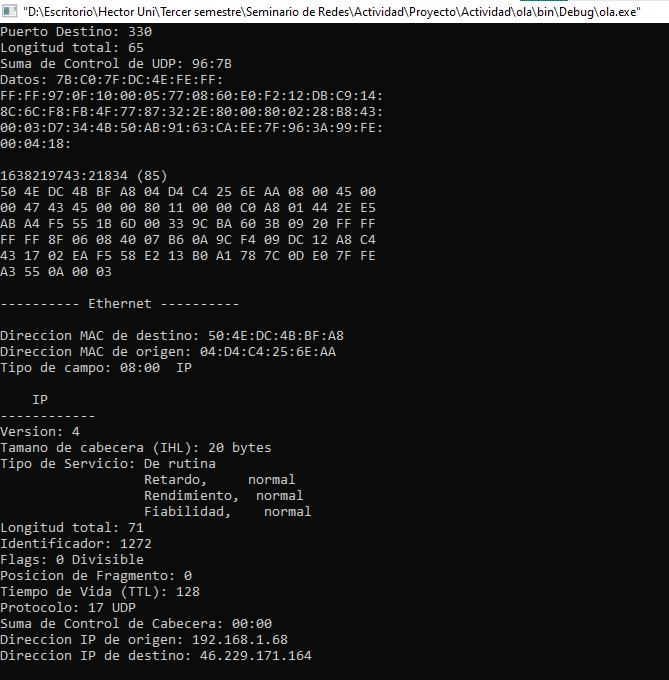 "D:\Escritorio\Hector Uni\Tercer semestre\Seminario de Redes\Actividad\Proyecto\Actividad\ola\bin\Debug\ola.exe"
Puerto Destino: 330
Longitud total: 65
Suma de Control de UDP: 96:7B
Datos: 7B:C0:7F:DC:4E:FE:FF:
FF:FF:97:0F:10:00:05:77:08:60:E0:F2:12:DB:C9:14:
8C:6C:F8:FB:4F:77:87:32:2E:80:00:80:02:28:B8:43:
00:03:D7:34:4B:50:AB:91:63:CA:EE:7F:96:3A:99:FE:
00:04:18:
1638219743:21834 (85)
50 4E DC 4B BF A8 04 D4 C4 25 6E AA 08 00 45 00
00 47 43 45 00 00 80 11 00 00 C0 A8 01 44 2E E5
AB A4 F5 55 1B 6D 00 33 9C BA 60 3B 09 20 FF FF
FF FF 8F 06 08 40 07 B6 0A 9C F4 09 DC 12 A8 C4
43 17 02 EA F5 58 E2 13 B0 A1 78 7C 0D E0 7F FE
A3 55 0A 00 03
---------- Ethernet ----------
Direccion MAC de destino: 50:4E:DC:4B:BF:A8
Direccion MAC de origen: 04:D4:C4:25:6E:AA
Tipo de campo: 08:00  IP
IP
------------
Version: 4
Tamano de cabecera (IHL): 20 bytes
Tipo de Servicio: De rutina
Retardo,     normal
Rendimiento,  normal
Fiabilidad,    normal
Longitud total: 71
Identificador: 1272
Flags: 0 Divisible
Posicion de Fragmento: 0
Tiempo de Vida (TTL): 128
Protocolo: 17 UDP
Suma de Control de Cabecera: 00:00
Direccion IP de origen: 192.168.1.68
Direccion IP de destino: 46.229.171.164